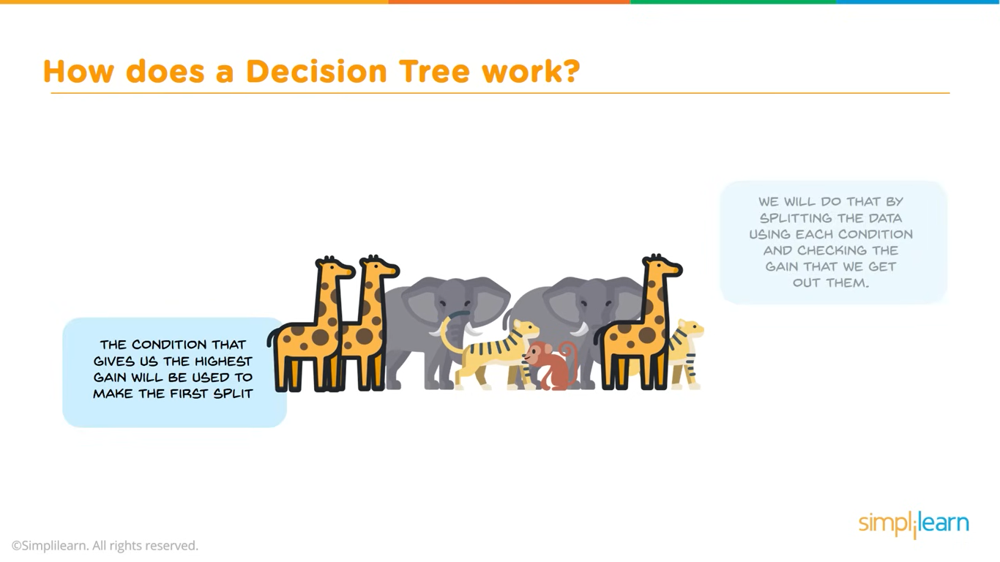 How does a Decision Tree work?
WE WILL DO THAT BY
SPLITTING THE DATA
USING EACH CONDITION
AND CHECKING THE
GAIN THAT WE GET
OUT THEM.
THE CONDITION THAT
GIVES US THE HIGHEST
GAIN WILL BE USED TO
MAKE THE FIRST SPLIT
simplilearn
©Simplilearn. All rights reserved.